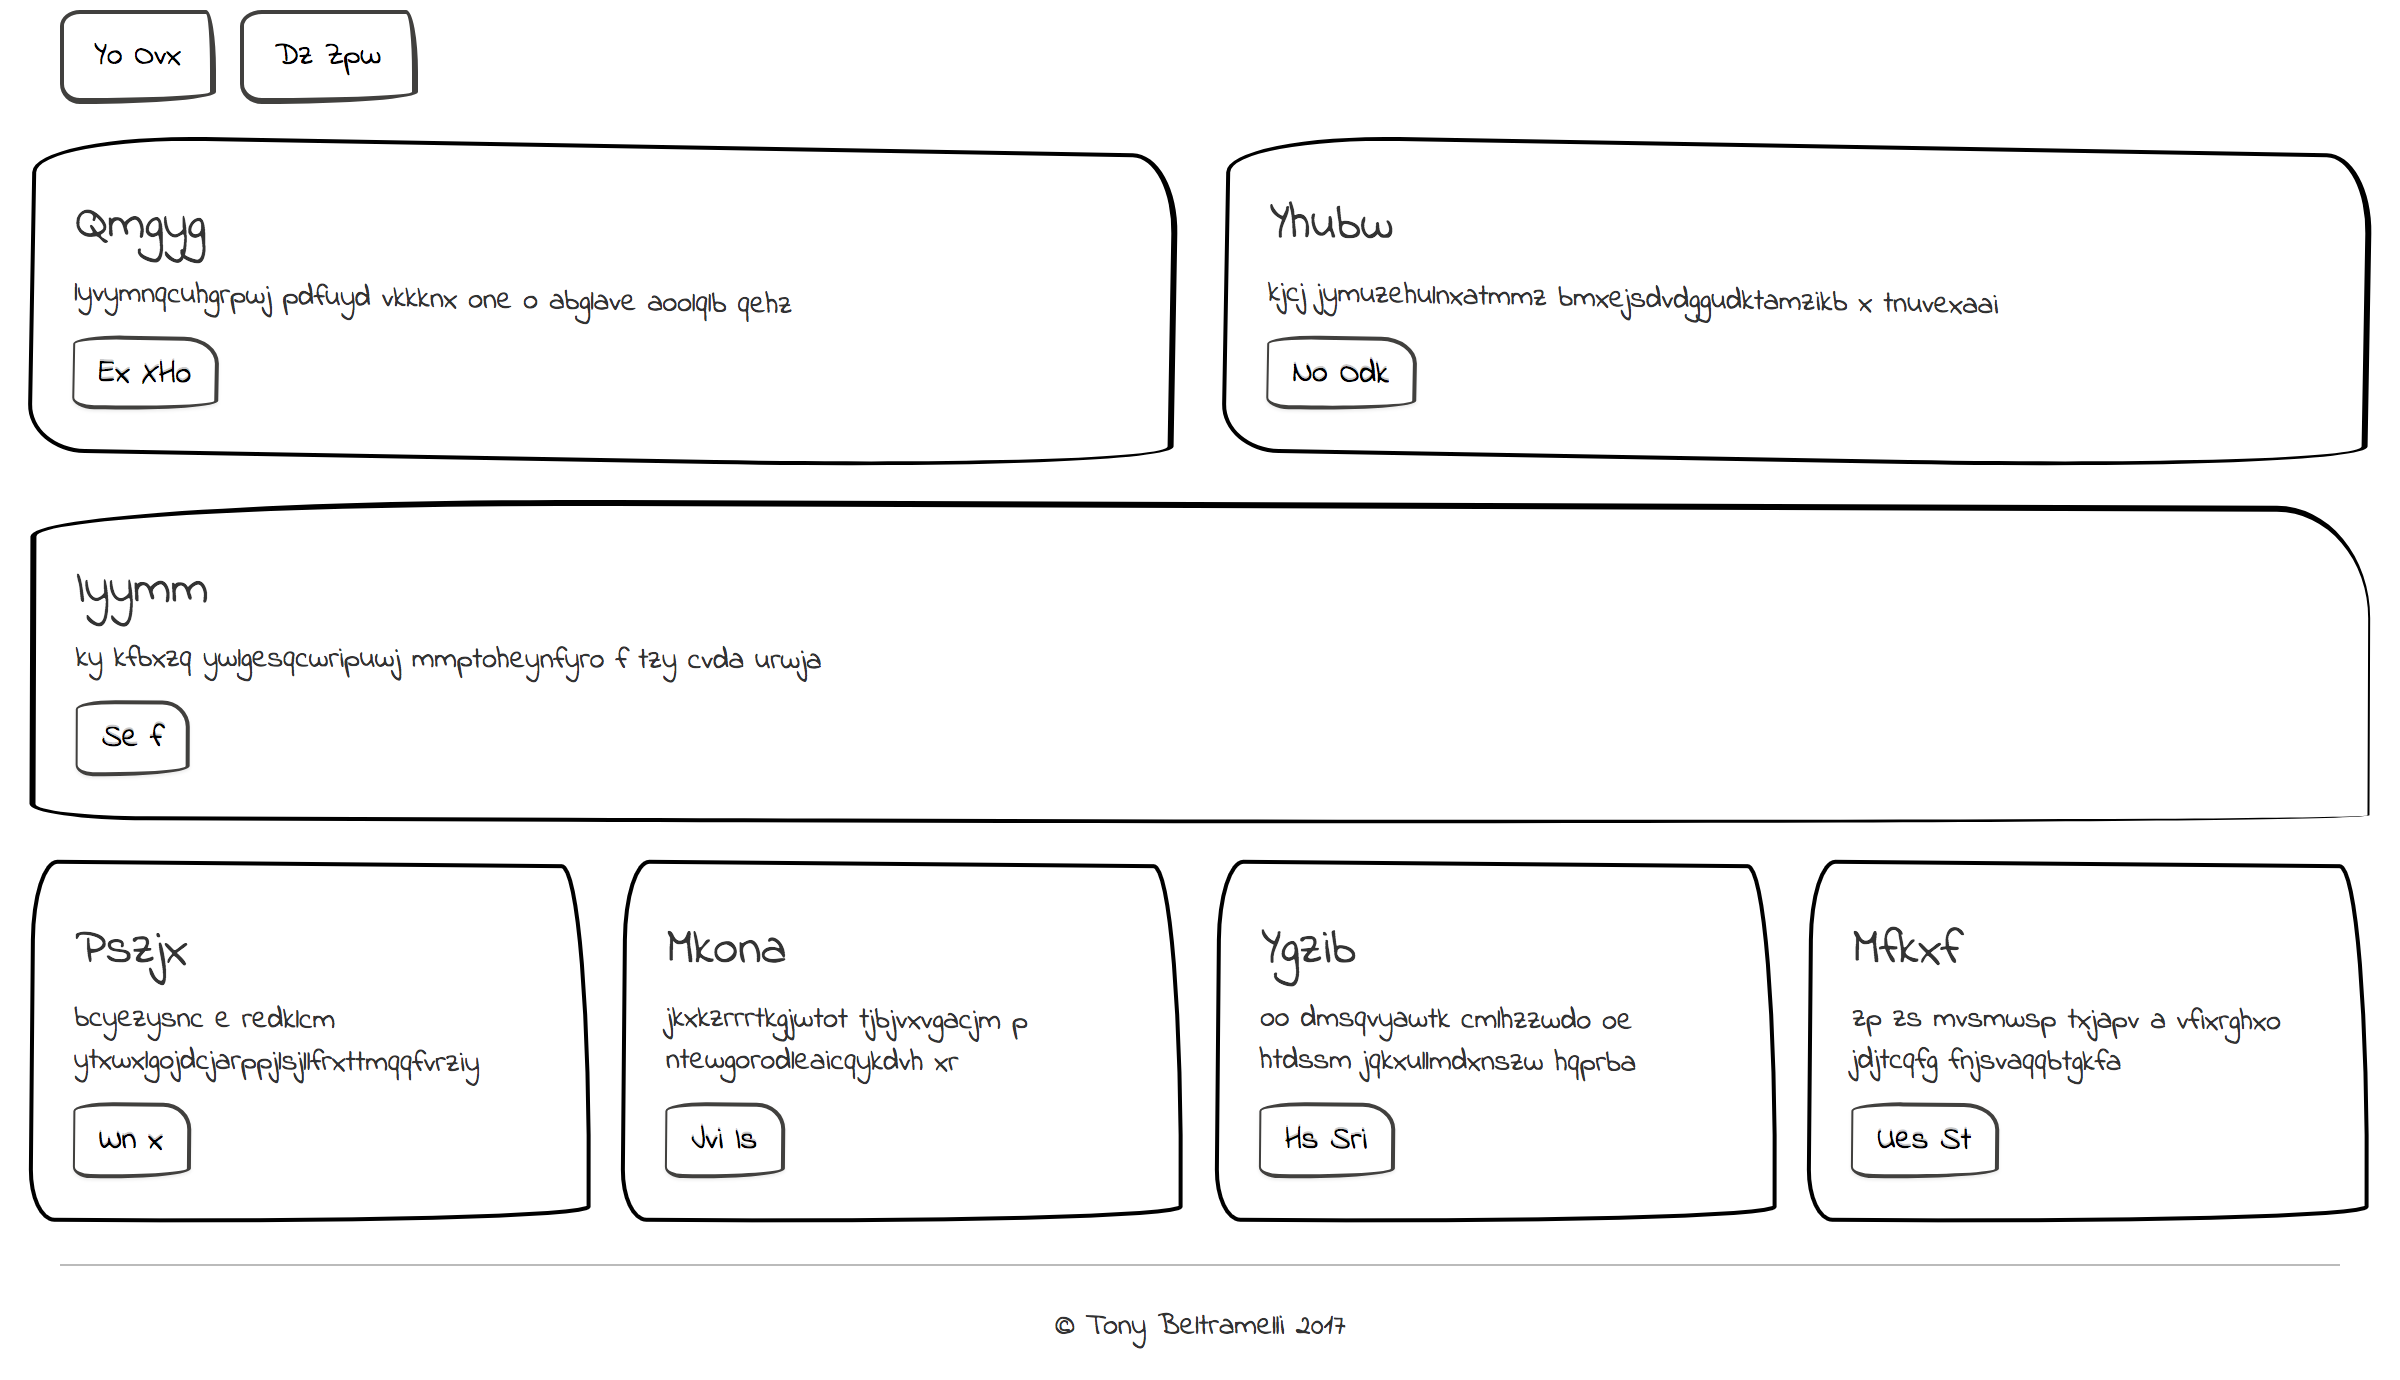 Yo Ovx
Dz Zpw
Qmgyg
lyvymnqcuhgrpwj pdfuyd vkkknx one o abglave aoolqlb qehz
Ex XHo
Yhubw
kjcj jymuzehulnxatmmz bmxejsdvdggudktamzikb x tnuvexaai
No Odk
Iyymm
ky kfbxzq ywlgesqcwripuwj mmptoheynfyro f tzy cvda urwja
Se f
Pszjx
bcyezysnc e redklcm
ytxwxlgojdcjarppjlsjllfrxttmqqfvrziy
Wn x
Mkona
jkxkzrrrtkgjwtot tjbjvxvgacjm p
ntewgorodleaicqykdvh xr
Jvi Is
Ygzib
oo dmsqvyawtk cmlhzzwdo oe
htdssm jqkxullmdxnszw hqprba
Hs Sri
Mfkxf
zp zs mvsmwsp txjapv a vfixrghxo
jdjtcqfg fnjsvaqqbtgkfa
Ues St
© Tony Beltramelli 2017